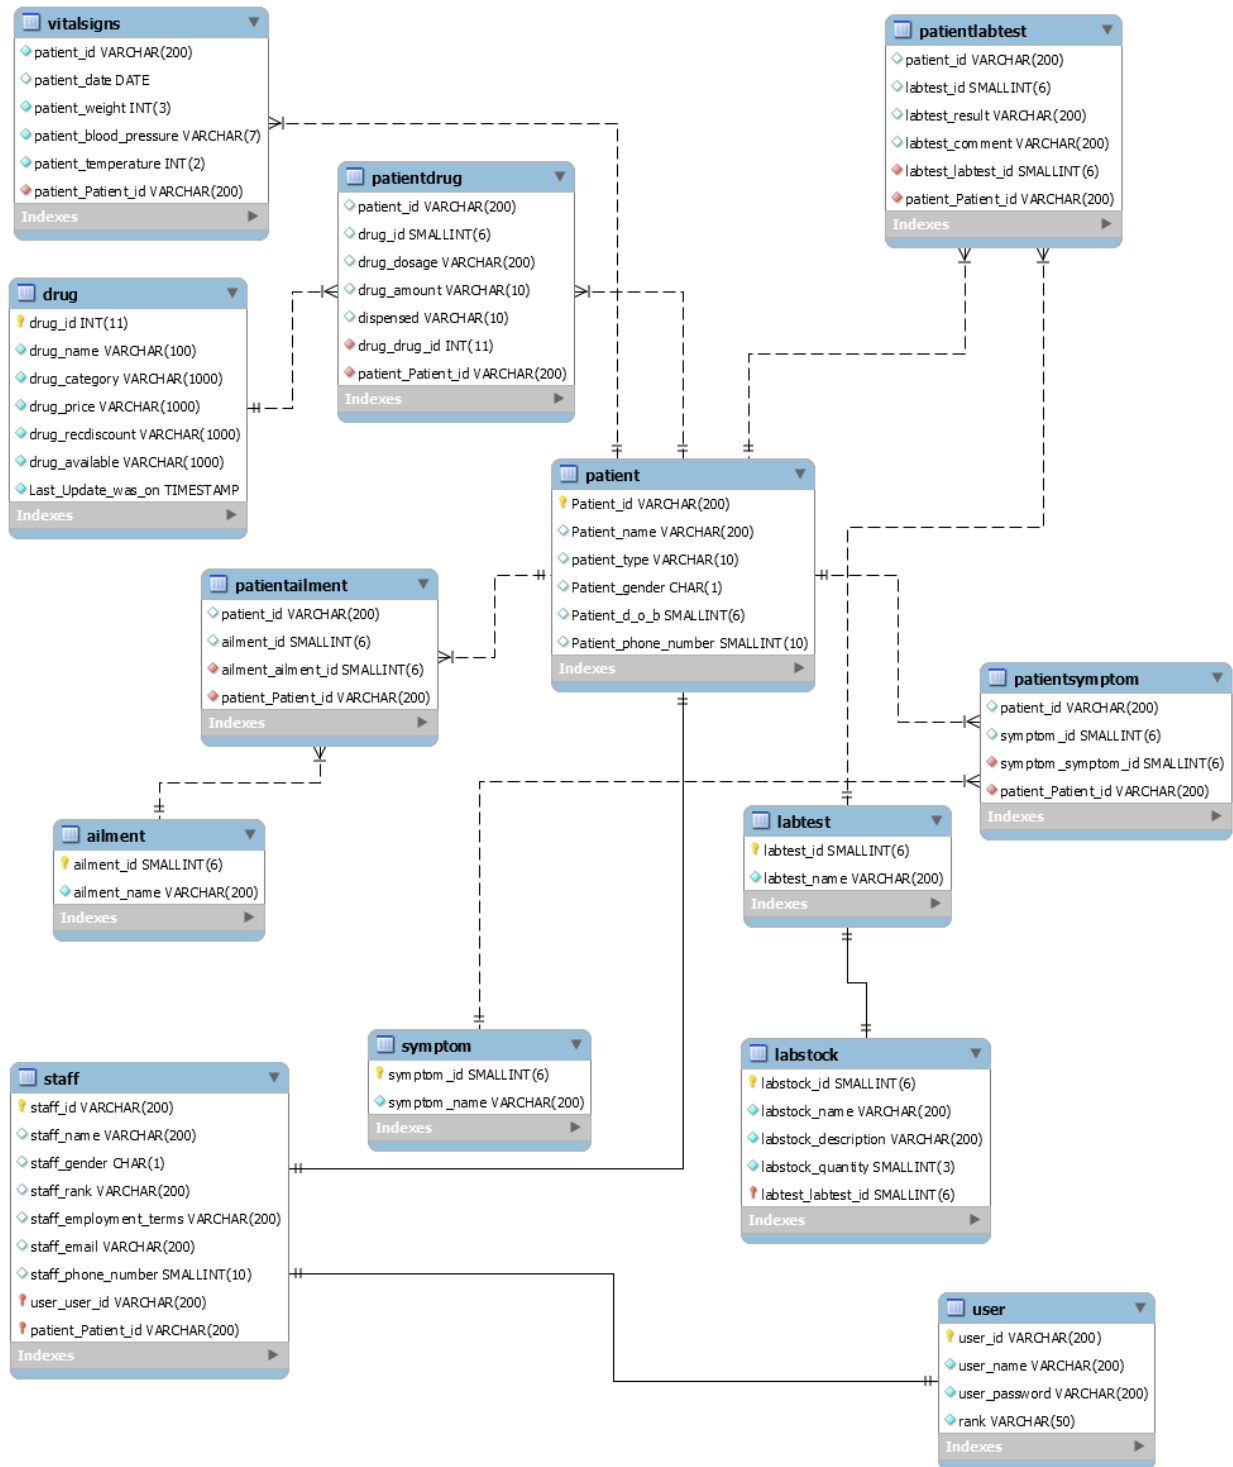 vitalsigns
patient_id VARCHAR(200)
patient_date DATE
patient_weight INT(3)
patient_blood_pressure VARCHAR(7)
patient_temperature INT(2)
patient_Patient_id VARCHAR(200)
Indexes
patientlabtest
patient_id VARCHAR(200)
labtest_id SMALLINT(6)
labtest_result VARCHAR(200)
labtest_comment VARCHAR(200)
labtest_labtest_id SMALLINT(6)
patient_Patient_id VARCHAR(200)
Indexes
patientdrug
patient_id VARCHAR(200)
drug_id SMALLINT(6)
drug_dosage VARCHAR(200)
drug_amount VARCHAR(10)
dispensed VARCHAR(10)
drug_drug_id INT(11)
patient_Patient_id VARCHAR(200)
Indexes
drug
drug_id INT(11)
drug_name VARCHAR(100)
drug_category VARCHAR(1000)
drug_price VARCHAR(1000)
drug_recdiscount VARCHAR(1000)
drug_available VARCHAR(1000)
Last_Update_was_on TIMESTAMP
Indexes
patient
Patient_id VARCHAR(200)
Patient_name VARCHAR(200)
patient_type VARCHAR(10)
Patient_gender CHAR(1)
Patient_d_o_b SMALLINT(6)
Patient_phone_number SMALLINT(10)
Indexes
patientailment
patient_id VARCHAR(200)
ailment_id SMALLINT(6)
ailment_ailment_id SMALLINT(6)
patient_Patient_id VARCHAR(200)
Indexes
patientsymptom
patient_id VARCHAR(200)
symptom_id SMALLINT(6)
symptom_symptom_id SMALLINT(6)
patient_Patient_id VARCHAR(200)
Indexes
ailment
ailment_id SMALLINT(6)
ailment_name VARCHAR(200)
Indexes
labtest
labtest_id SMALLINT(6)
labtest_name VARCHAR(200)
Indexes
symptom
symptom_id SMALLINT(6)
symptom_name VARCHAR(200)
Indexes
labstock
labstock_id SMALLINT(6)
labstock_name VARCHAR(200)
labstock_description VARCHAR(200)
labstock_quantity SMALLINT(3)
labtest_labtest_id SMALLINT(6)
Indexes
staff
staff_id VARCHAR(200)
staff_name VARCHAR(200)
staff_gender CHAR(1)
staff_rank VARCHAR(200)
staff_employment_terms VARCHAR(200)
staff_email VARCHAR(200)
staff_phone_number SMALLINT(10)
user_user_id VARCHAR(200)
patient_Patient_id VARCHAR(200)
Indexes
user
user_id VARCHAR(200)
user_name VARCHAR(200)
user_password VARCHAR(200)
rank VARCHAR(50)
Indexes